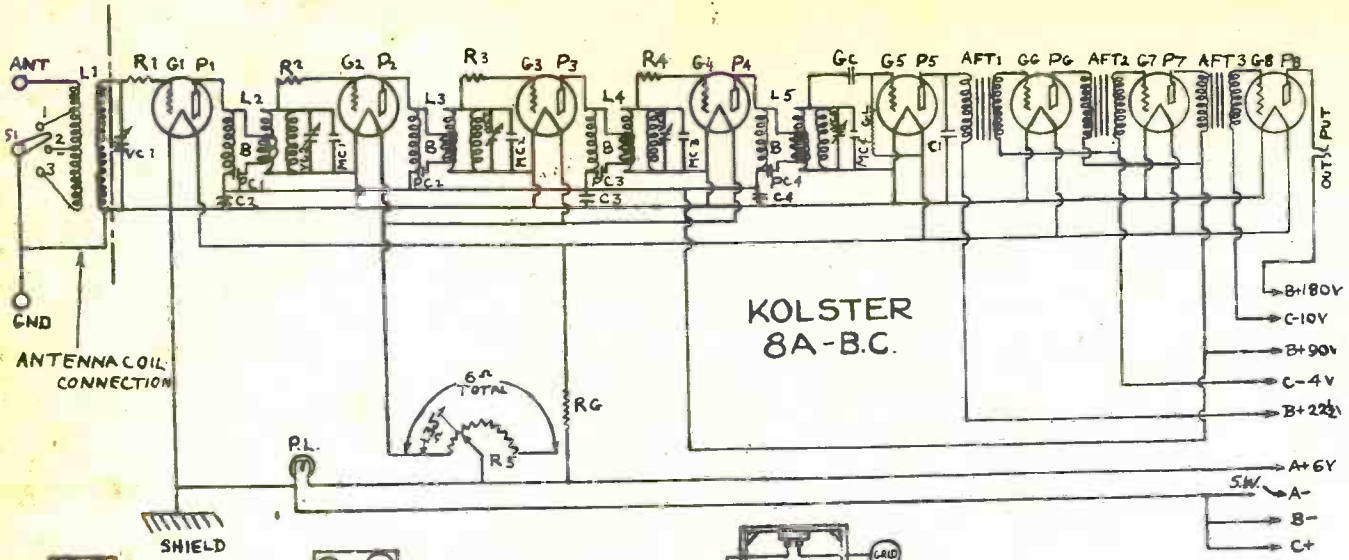 ANT
L1
R1
G1
P1
R2
G2
P2
R3
G3
P3
R4
G4
P4
GC
G5
P5
AFT1
G6
P6
AFT2
G7
P7
AFT3
G8
P8
S1
1
2
3
VC1
L2
L3
L4
L5
B
B
B
B
MC1
MC2
MC3
PC1
PC2
PC3
PC4
C2
C3
C4
GL
C1
OUTPUT
GND
ANTENNA COIL
CONNECTION
KOLSTER
8A-B.C.
6Ω
TOTAL
R5
RG
P.L.
SHIELD
B+180V
C-10V
B+90V
C-4V
B+22½
A+6V
S.W.
A-
B-
C+
GRLD